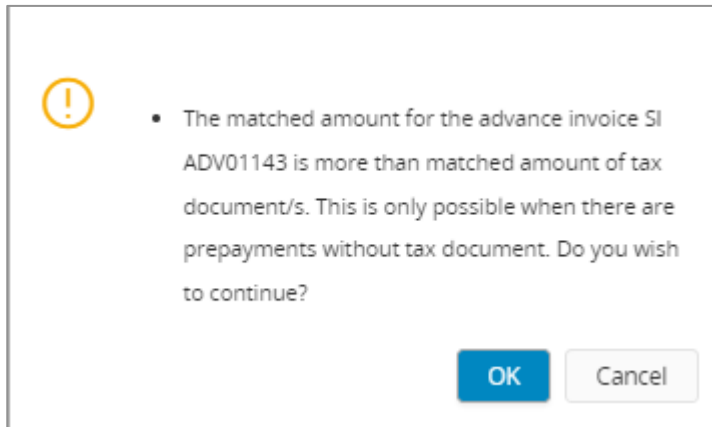 • The matched amount for the advance invoice SI
ADV01143 is more than matched amount of tax
document/s. This is only possible when there are
prepayments without tax document. Do you wish
to continue?
OK Cancel